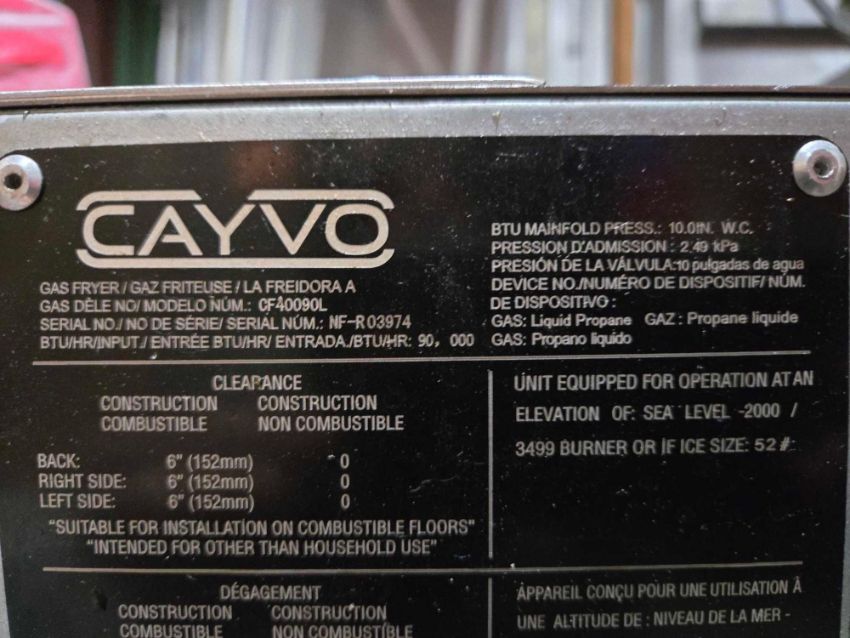 CAYVO
GAS FRYER / GAZ FRITEUSE / LA FREIDORA A
GAS DÈLE NO/ MODELO NÚM.: CF40090L
SERIAL NO./ NO DE SÉRIE/ SERIAL NÚM.: NF-R03974
BTU/HR/INPUT./ ENTRÉE BTU/HR/ ENTRADA./BTU/HR: 90, 000
BTU MAINFOLD PRESS.: 10.0IN. W.C.
PRESSION D'ADMISSION : 2.49 kPa
PRESIÓN DE LA VÁLVULA:10 pulgadas de agua
DEVICE NO./NUMÉRO DE DISPOSITIF/ NÚM.
DE DISPOSITIVO :
GAS: Liquid Propane GAZ : Propane liquide
GAS: Propano liquido
CLEARANCE
CONSTRUCTION CONSTRUCTION
COMBUSTIBLE NON COMBUSTIBLE
BACK: 6" (152mm) 0
RIGHT SIDE: 6" (152mm) 0
LEFT SIDE: 6" (152mm) 0
"SUITABLE FOR INSTALLATION ON COMBUSTIBLE FLOORS"
"INTENDED FOR OTHER THAN HOUSEHOLD USE"
UNIT EQUIPPED FOR OPERATION AT AN
ELEVATION OF: SEA LEVEL -2000 /
3499 BURNER OR IF ICE SIZE: 52 #:
DÉGAGEMENT
CONSTRUCTION CONSTRUCTION
COMBUSTIBLE NON COMBUSTIBLE
APPAREIL CONÇU POUR UNE UTILISATION À
UNE ALTITUDE DE : NIVEAU DE LA MER -